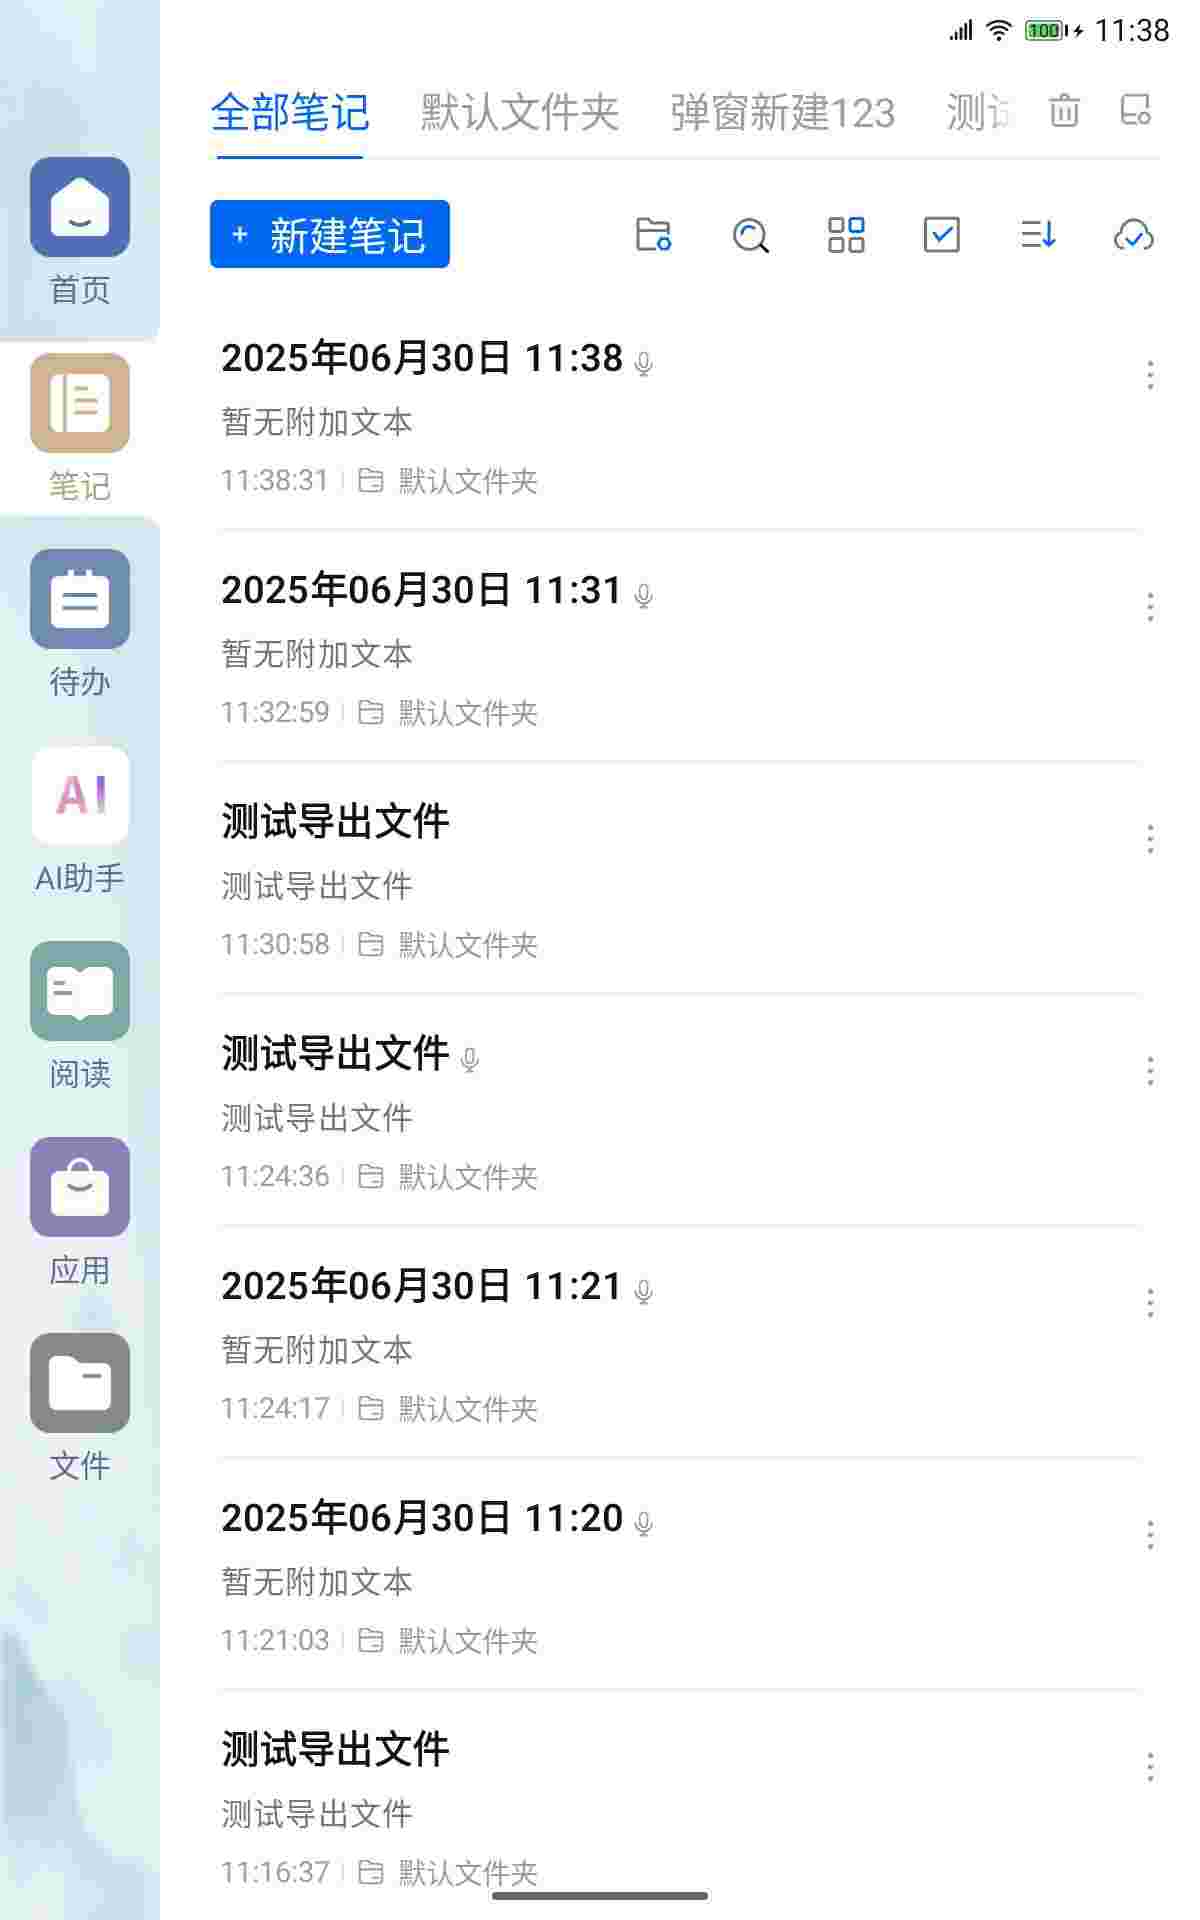 100 11:38
全部笔记 默认文件夹 弹窗新建123 测
+ 新建笔记
首页
笔记
待办
AI
AI助手
阅读
应用
文件
2025年06月30日 11:38
暂无附加文本
11:38:31 默认文件夹
2025年06月30日 11:31
暂无附加文本
11:32:59 默认文件夹
测试导出文件
测试导出文件
11:30:58 默认文件夹
测试导出文件
测试导出文件
11:24:36 默认文件夹
2025年06月30日 11:21
暂无附加文本
11:24:17 默认文件夹
2025年06月30日 11:20
暂无附加文本
11:21:03 默认文件夹
测试导出文件
测试导出文件
11:16:37 默认文件夹